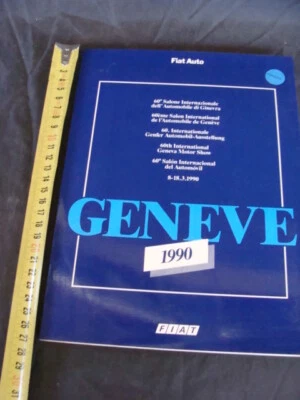 Fiat Auto
60° Salone Internazionale
dell'Automobile di Ginevra
60ème Salon International
de l'Automobile de Genève
60. Internationale
Genfer Automobil-Ausstellung
60th International
Geneva Motor Show
60° Salón Internacional
del Automóvil
8-18.3.1990
GENEVE
1990
FIAT